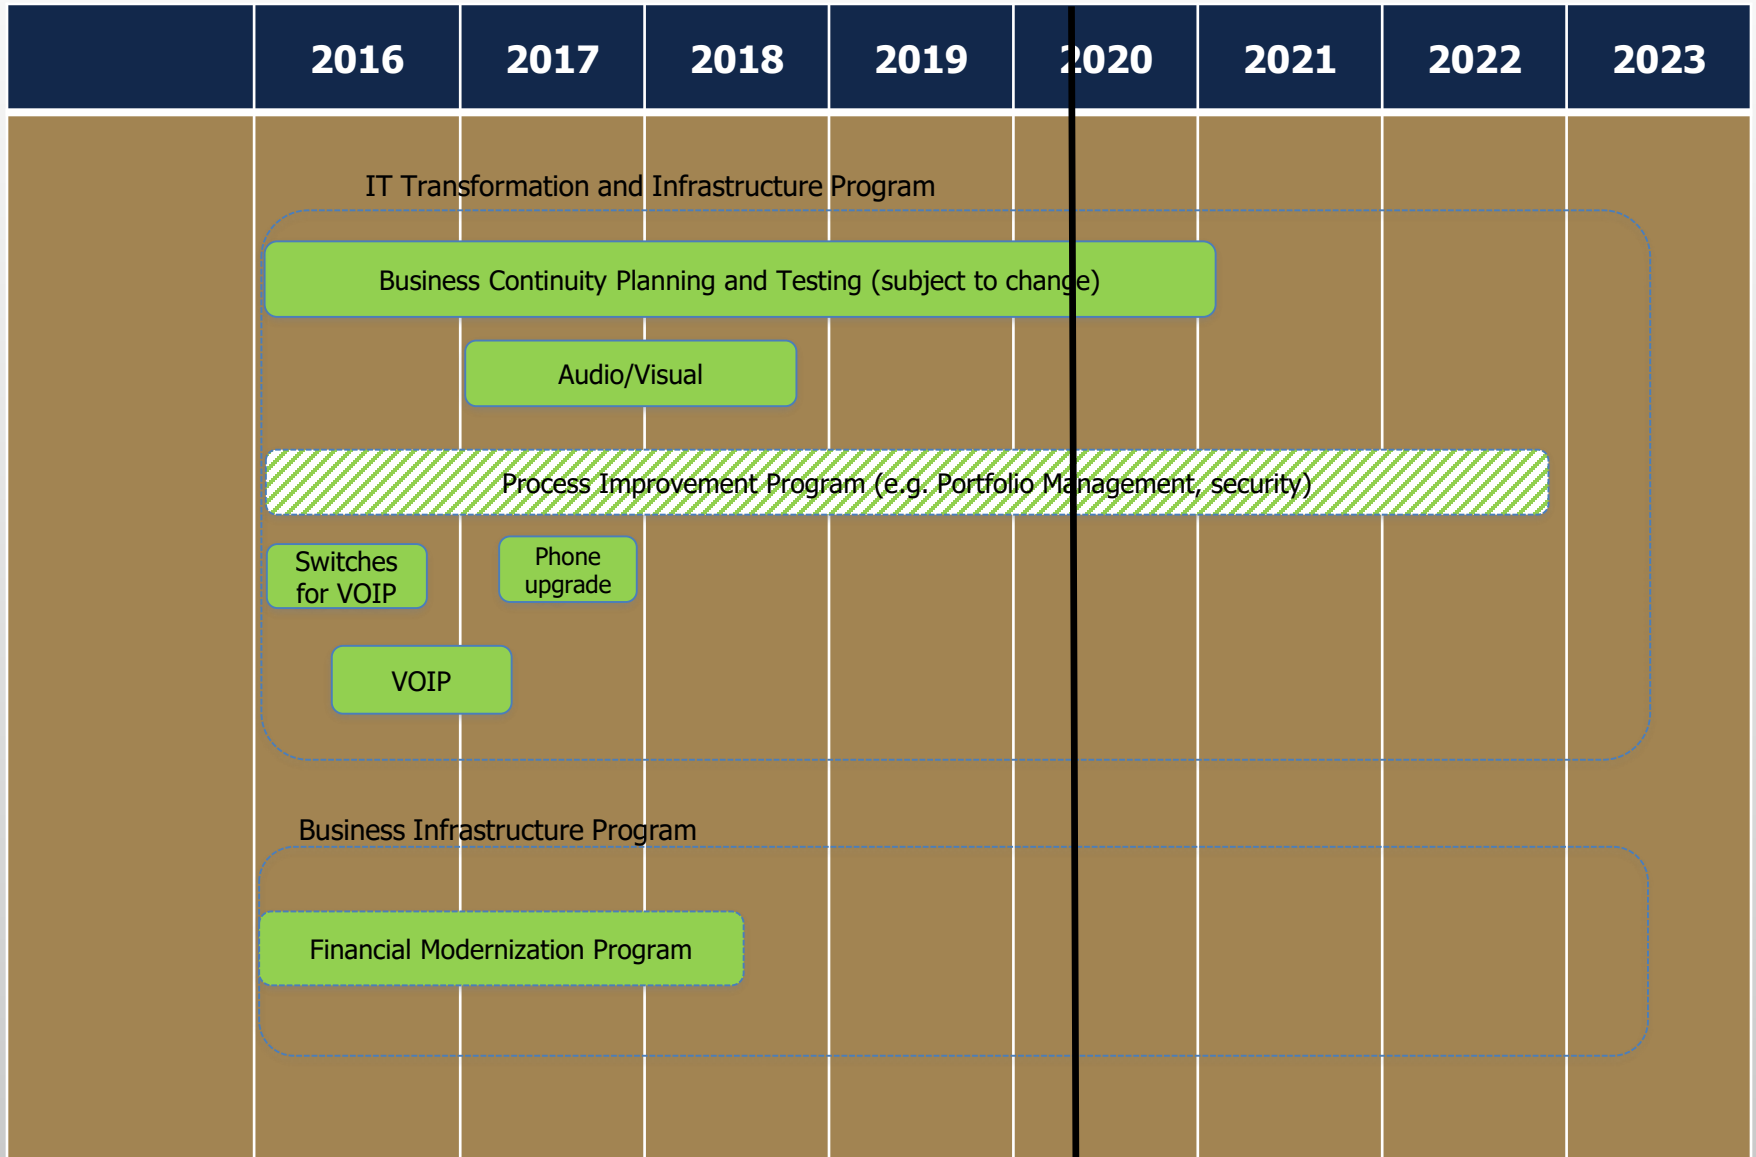 2016 2017 2018 2019 2020 2021 2022 2023
IT Transformation and Infrastructure Program
Business Continuity Planning and Testing (subject to change)
Audio/Visual
Process Improvement Program (e.g. Portfolio Management, security)
Switches
for VOIP
Phone
upgrade
VOIP
Business Infrastructure Program
Financial Modernization Program